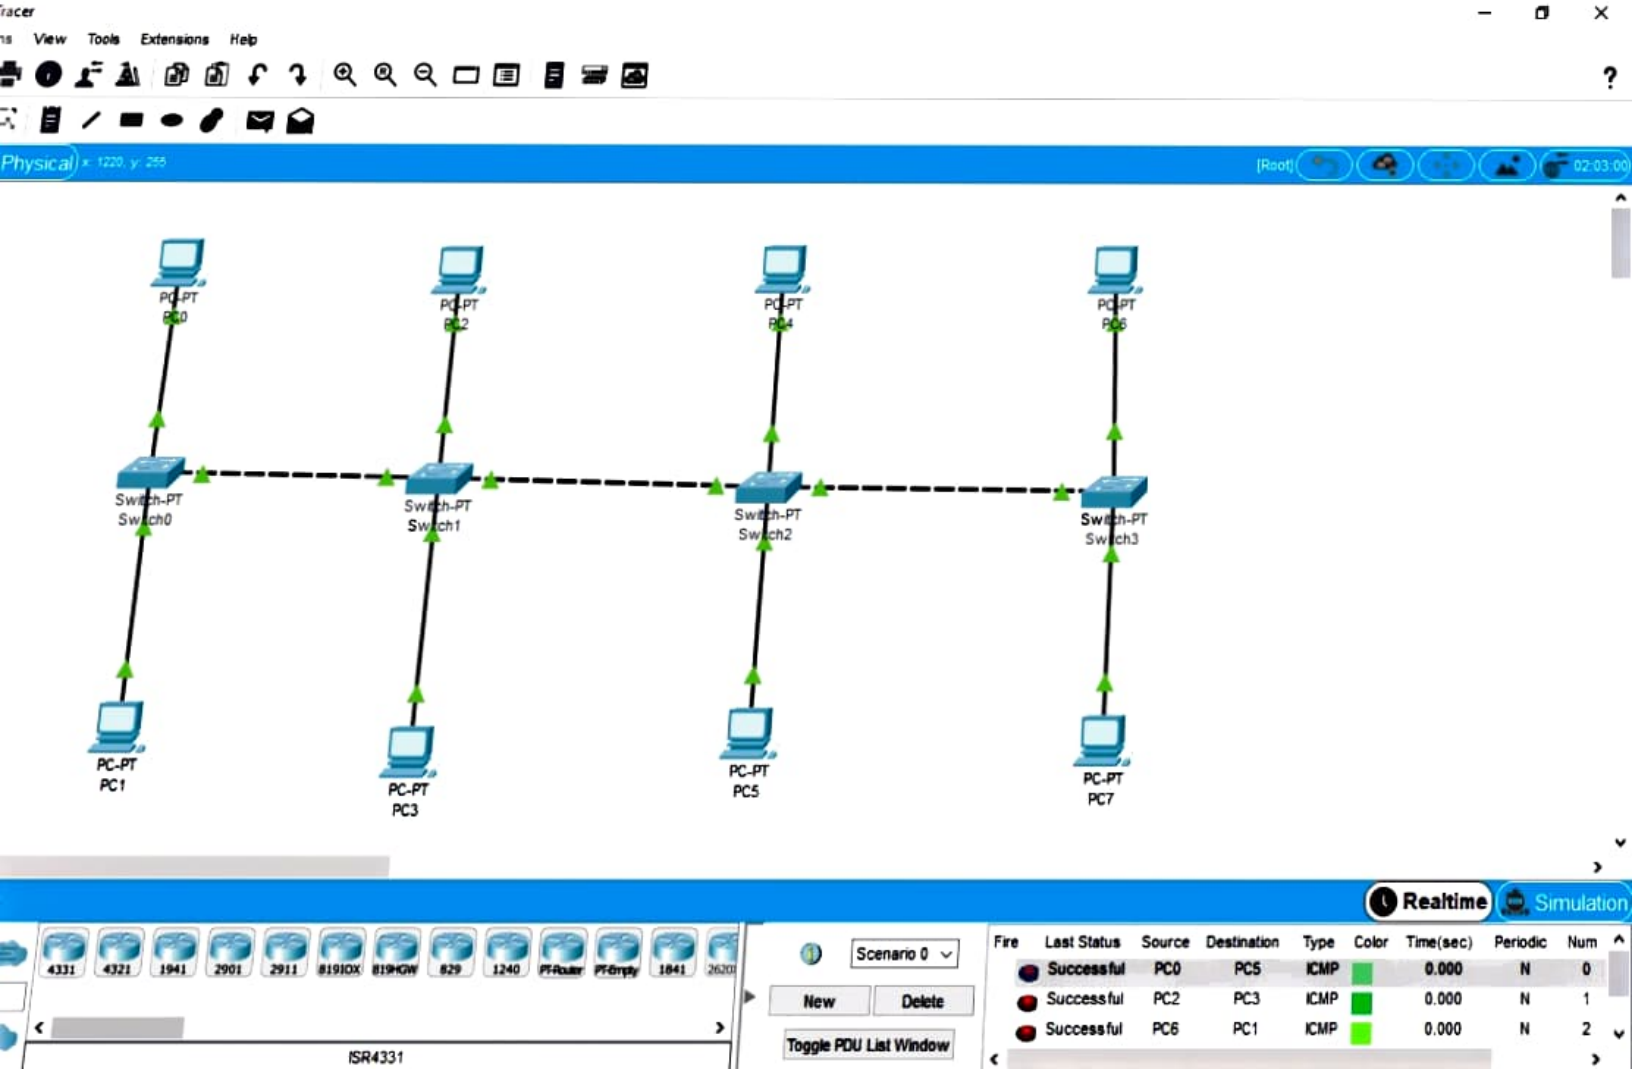 racer
ns View Tools Extensions Help
?
Physical x: 1220, y: 255 [Root] 02:03:00
PC-PT
PC0
PC-PT
PC2
PC-PT
PC4
PC-PT
PC6
Switch-PT
Switch0
Switch-PT
Switch1
Switch-PT
Switch2
Switch-PT
Switch3
PC-PT
PC1
PC-PT
PC3
PC-PT
PC5
PC-PT
PC7
Realtime Simulation
4331 4321 1941 2901 2911 819IOX 819HGW 829 1240 PT-Router PT-Empty 1841 2620
ISR4331
Scenario 0
New Delete
Toggle PDU List Window
Fire Last Status Source Destination Type Color Time(sec) Periodic Num
Successful PC0 PC5 ICMP 0.000 N 0
Successful PC2 PC3 ICMP 0.000 N 1
Successful PC6 PC1 ICMP 0.000 N 2